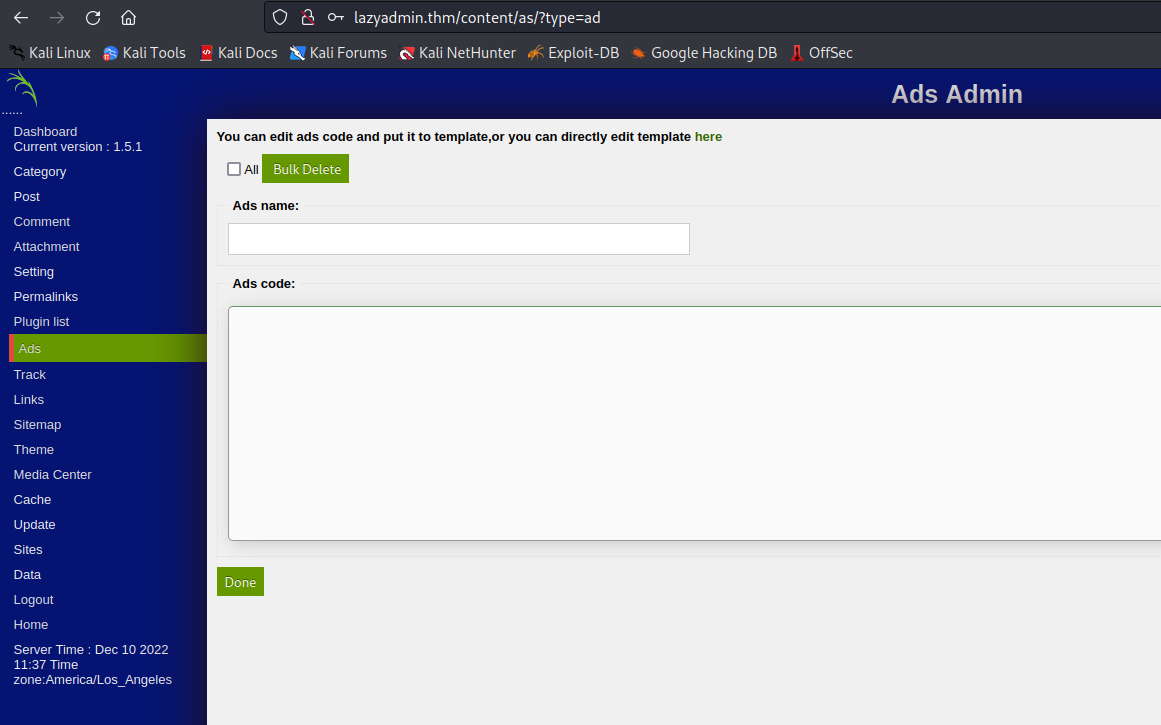 lazyadmin.thm/content/as/?type=ad
Kali Linux Kali Tools Kali Docs Kali Forums Kali NetHunter Exploit-DB Google Hacking DB OffSec
Ads Admin
......
Dashboard
Current version : 1.5.1
Category
Post
Comment
Attachment
Setting
Permalinks
Plugin list
Ads
Track
Links
Sitemap
Theme
Media Center
Cache
Update
Sites
Data
Logout
Home
Server Time : Dec 10 2022
11:37 Time
zone:America/Los_Angeles
You can edit ads code and put it to template,or you can directly edit template here
All Bulk Delete
Ads name:
Ads code:
Done